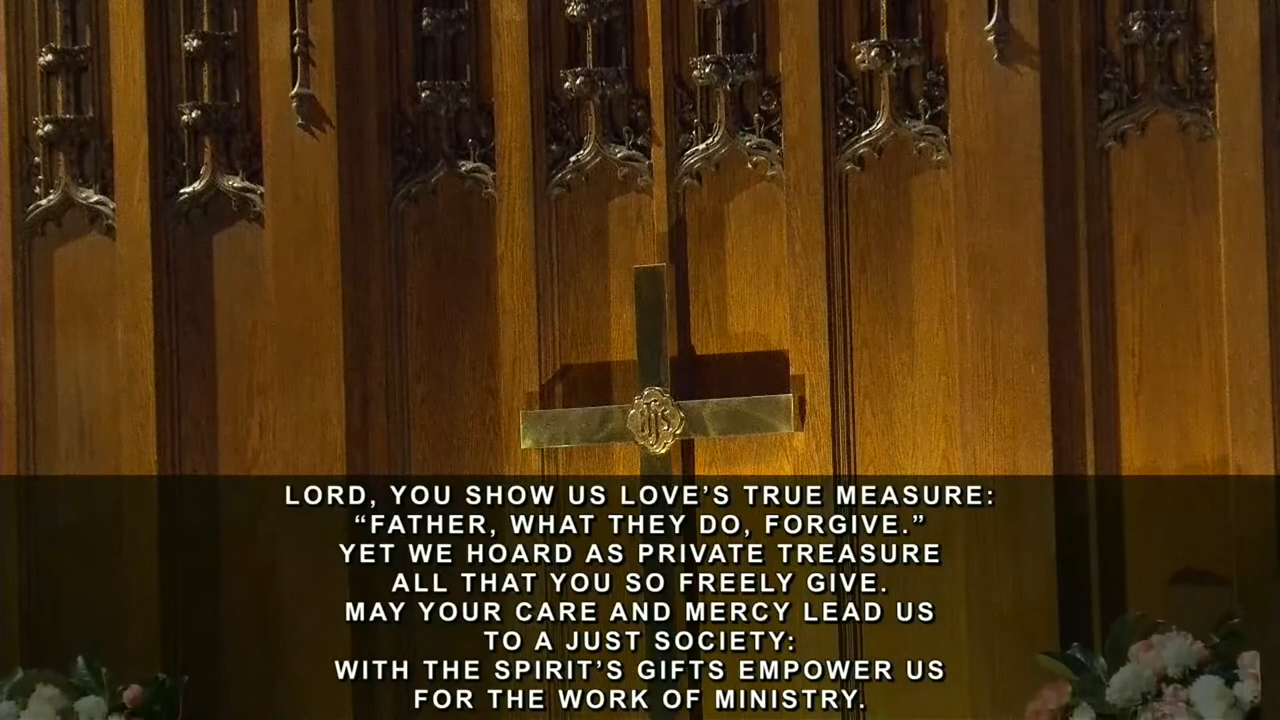 IHS
LORD, YOU SHOW US LOVE’S TRUE MEASURE:
“FATHER, WHAT THEY DO, FORGIVE.”
YET WE HOARD AS PRIVATE TREASURE
ALL THAT YOU SO FREELY GIVE.
MAY YOUR CARE AND MERCY LEAD US
TO A JUST SOCIETY:
WITH THE SPIRIT’S GIFTS EMPOWER US
FOR THE WORK OF MINISTRY.